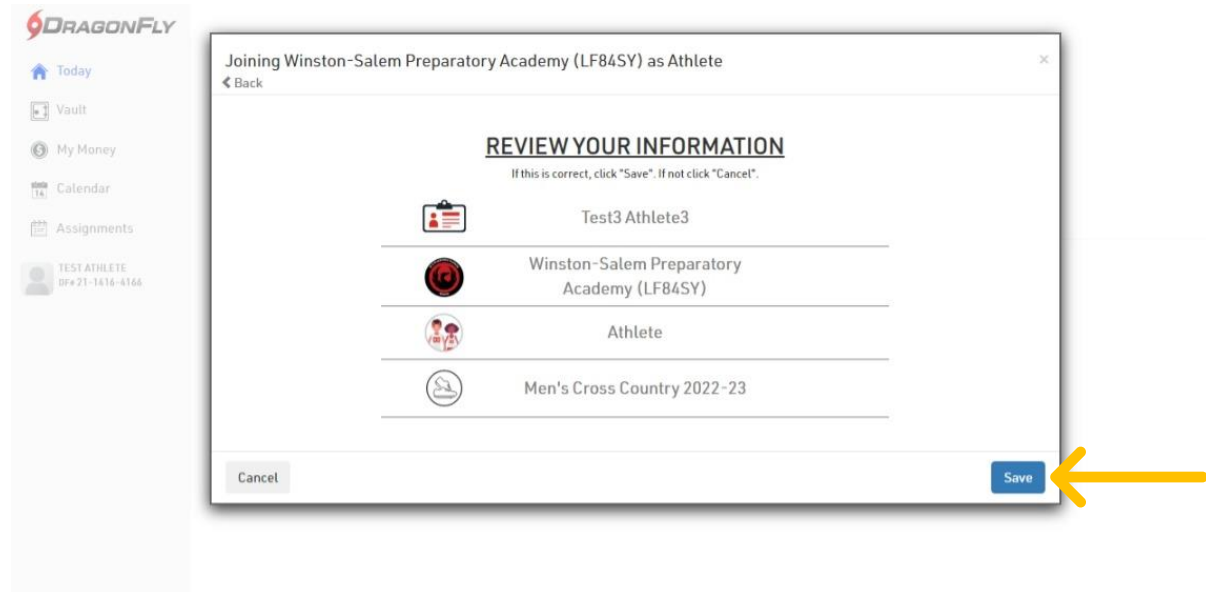 DRAGONFLY
Today
Vault
My Money
Calendar
Assignments
TEST ATHLETE
DF# 21-1416-4166
Joining Winston-Salem Preparatory Academy (LF84SY) as Athlete
Back
×
REVIEW YOUR INFORMATION
If this is correct, click "Save". If not click "Cancel".
Test3 Athlete3
Winston-Salem Preparatory
Academy (LF84SY)
Athlete
Men's Cross Country 2022-23
Cancel
Save